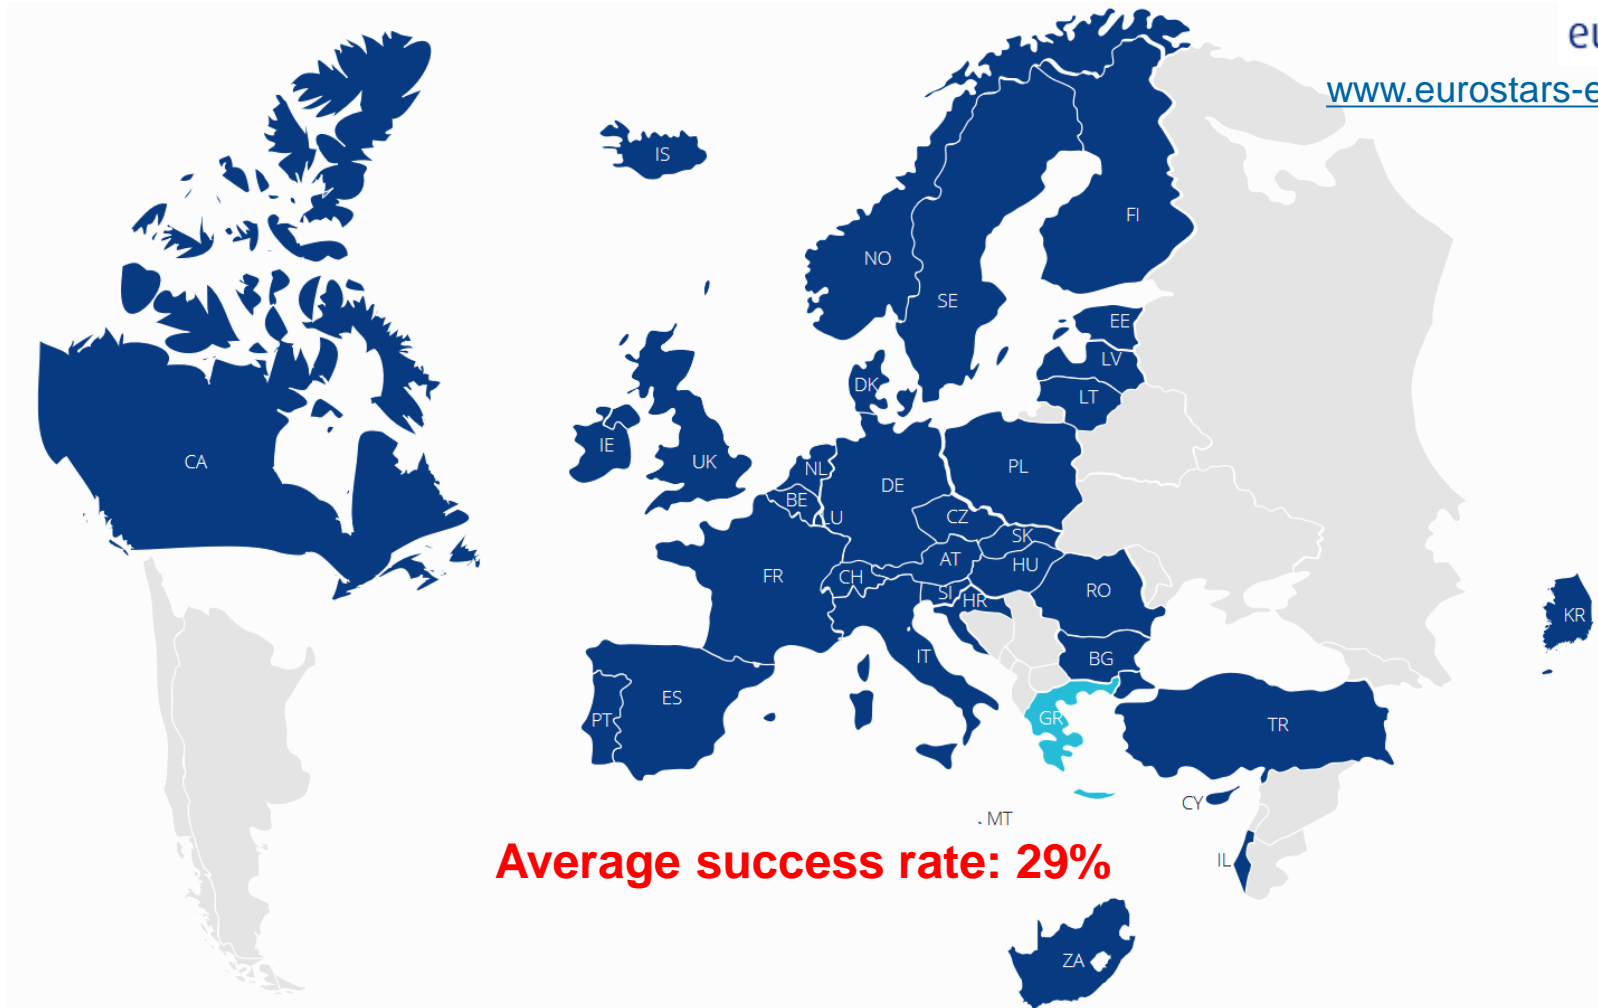 eu
www.eurostars-e
IS
FI
NO
SE
EE
LV
DK
LT
IE
UK
NL
PL
CA
DE
BE
LU
CZ
SK
AT
HU
FR
CH
SI
HR
RO
KR
IT
BG
ES
PT
GR
TR
CY
MT
Average success rate: 29%
IL
ZA